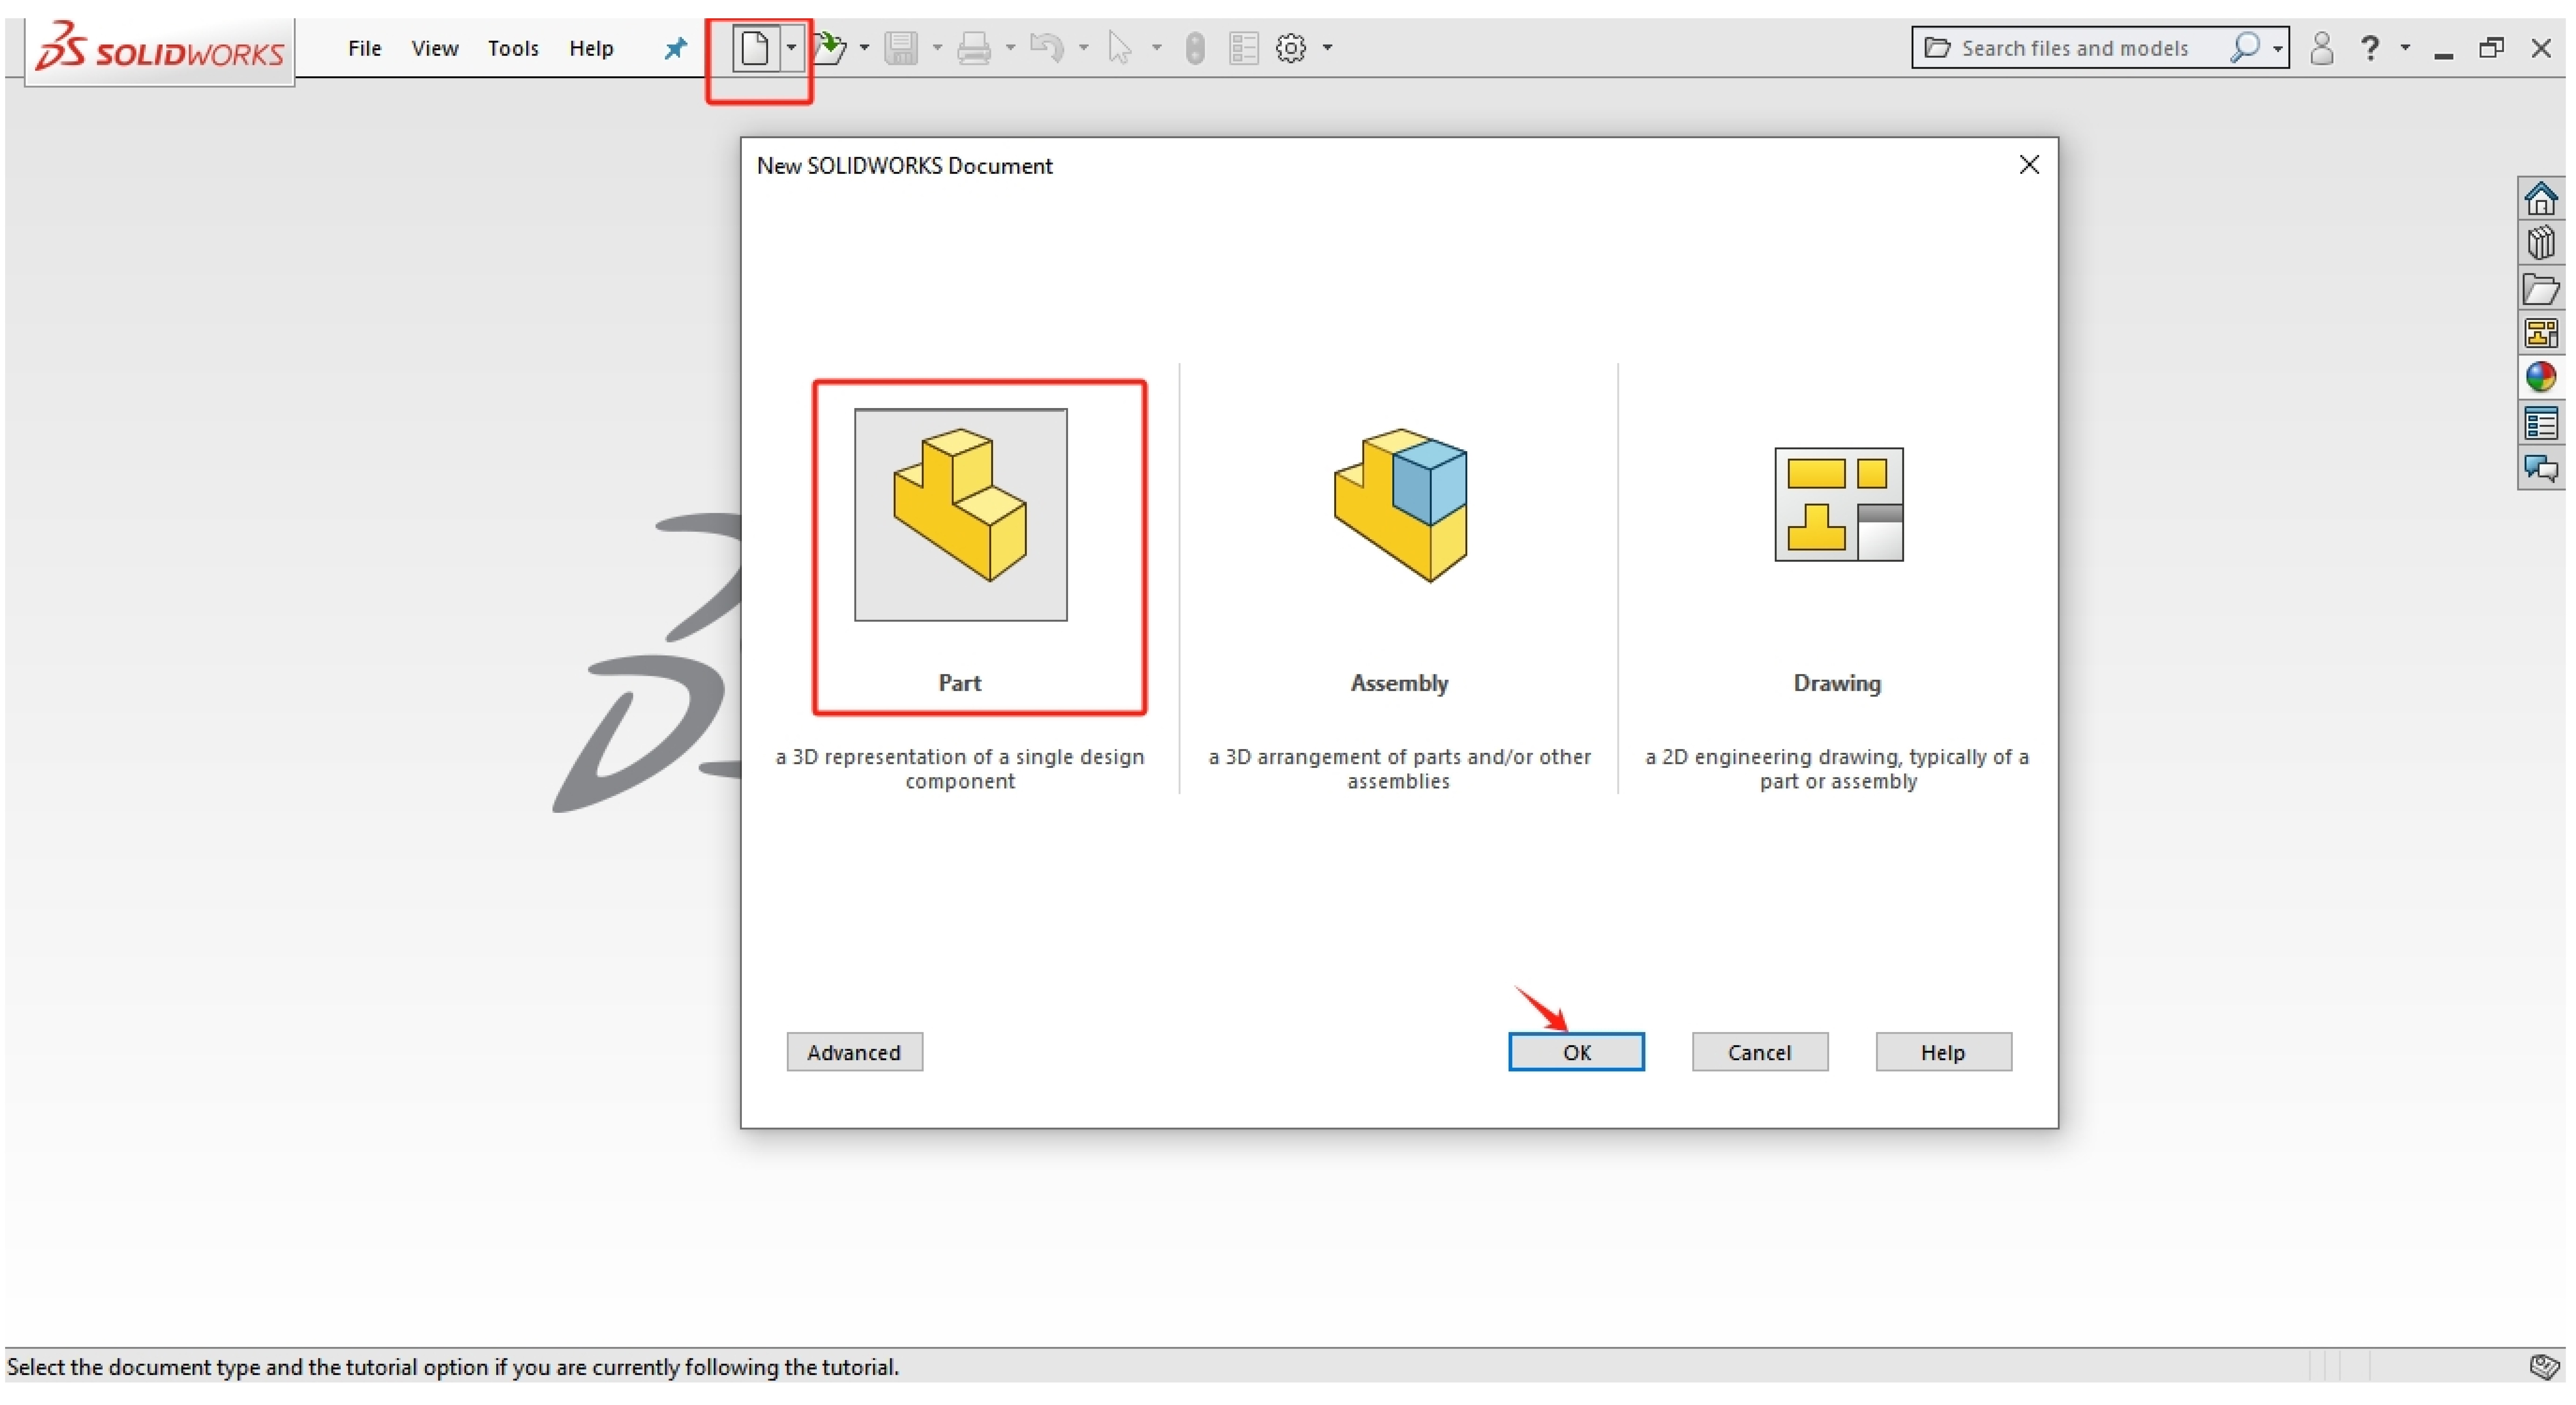 SOLIDWORKS File View Tools Help Search files and models ?
New SOLIDWORKS Document
Part Assembly Drawing
a 3D representation of a single design
component
a 3D arrangement of parts and/or other
assemblies
a 2D engineering drawing, typically of a
part or assembly
Advanced OK Cancel Help
Select the document type and the tutorial option if you are currently following the tutorial.